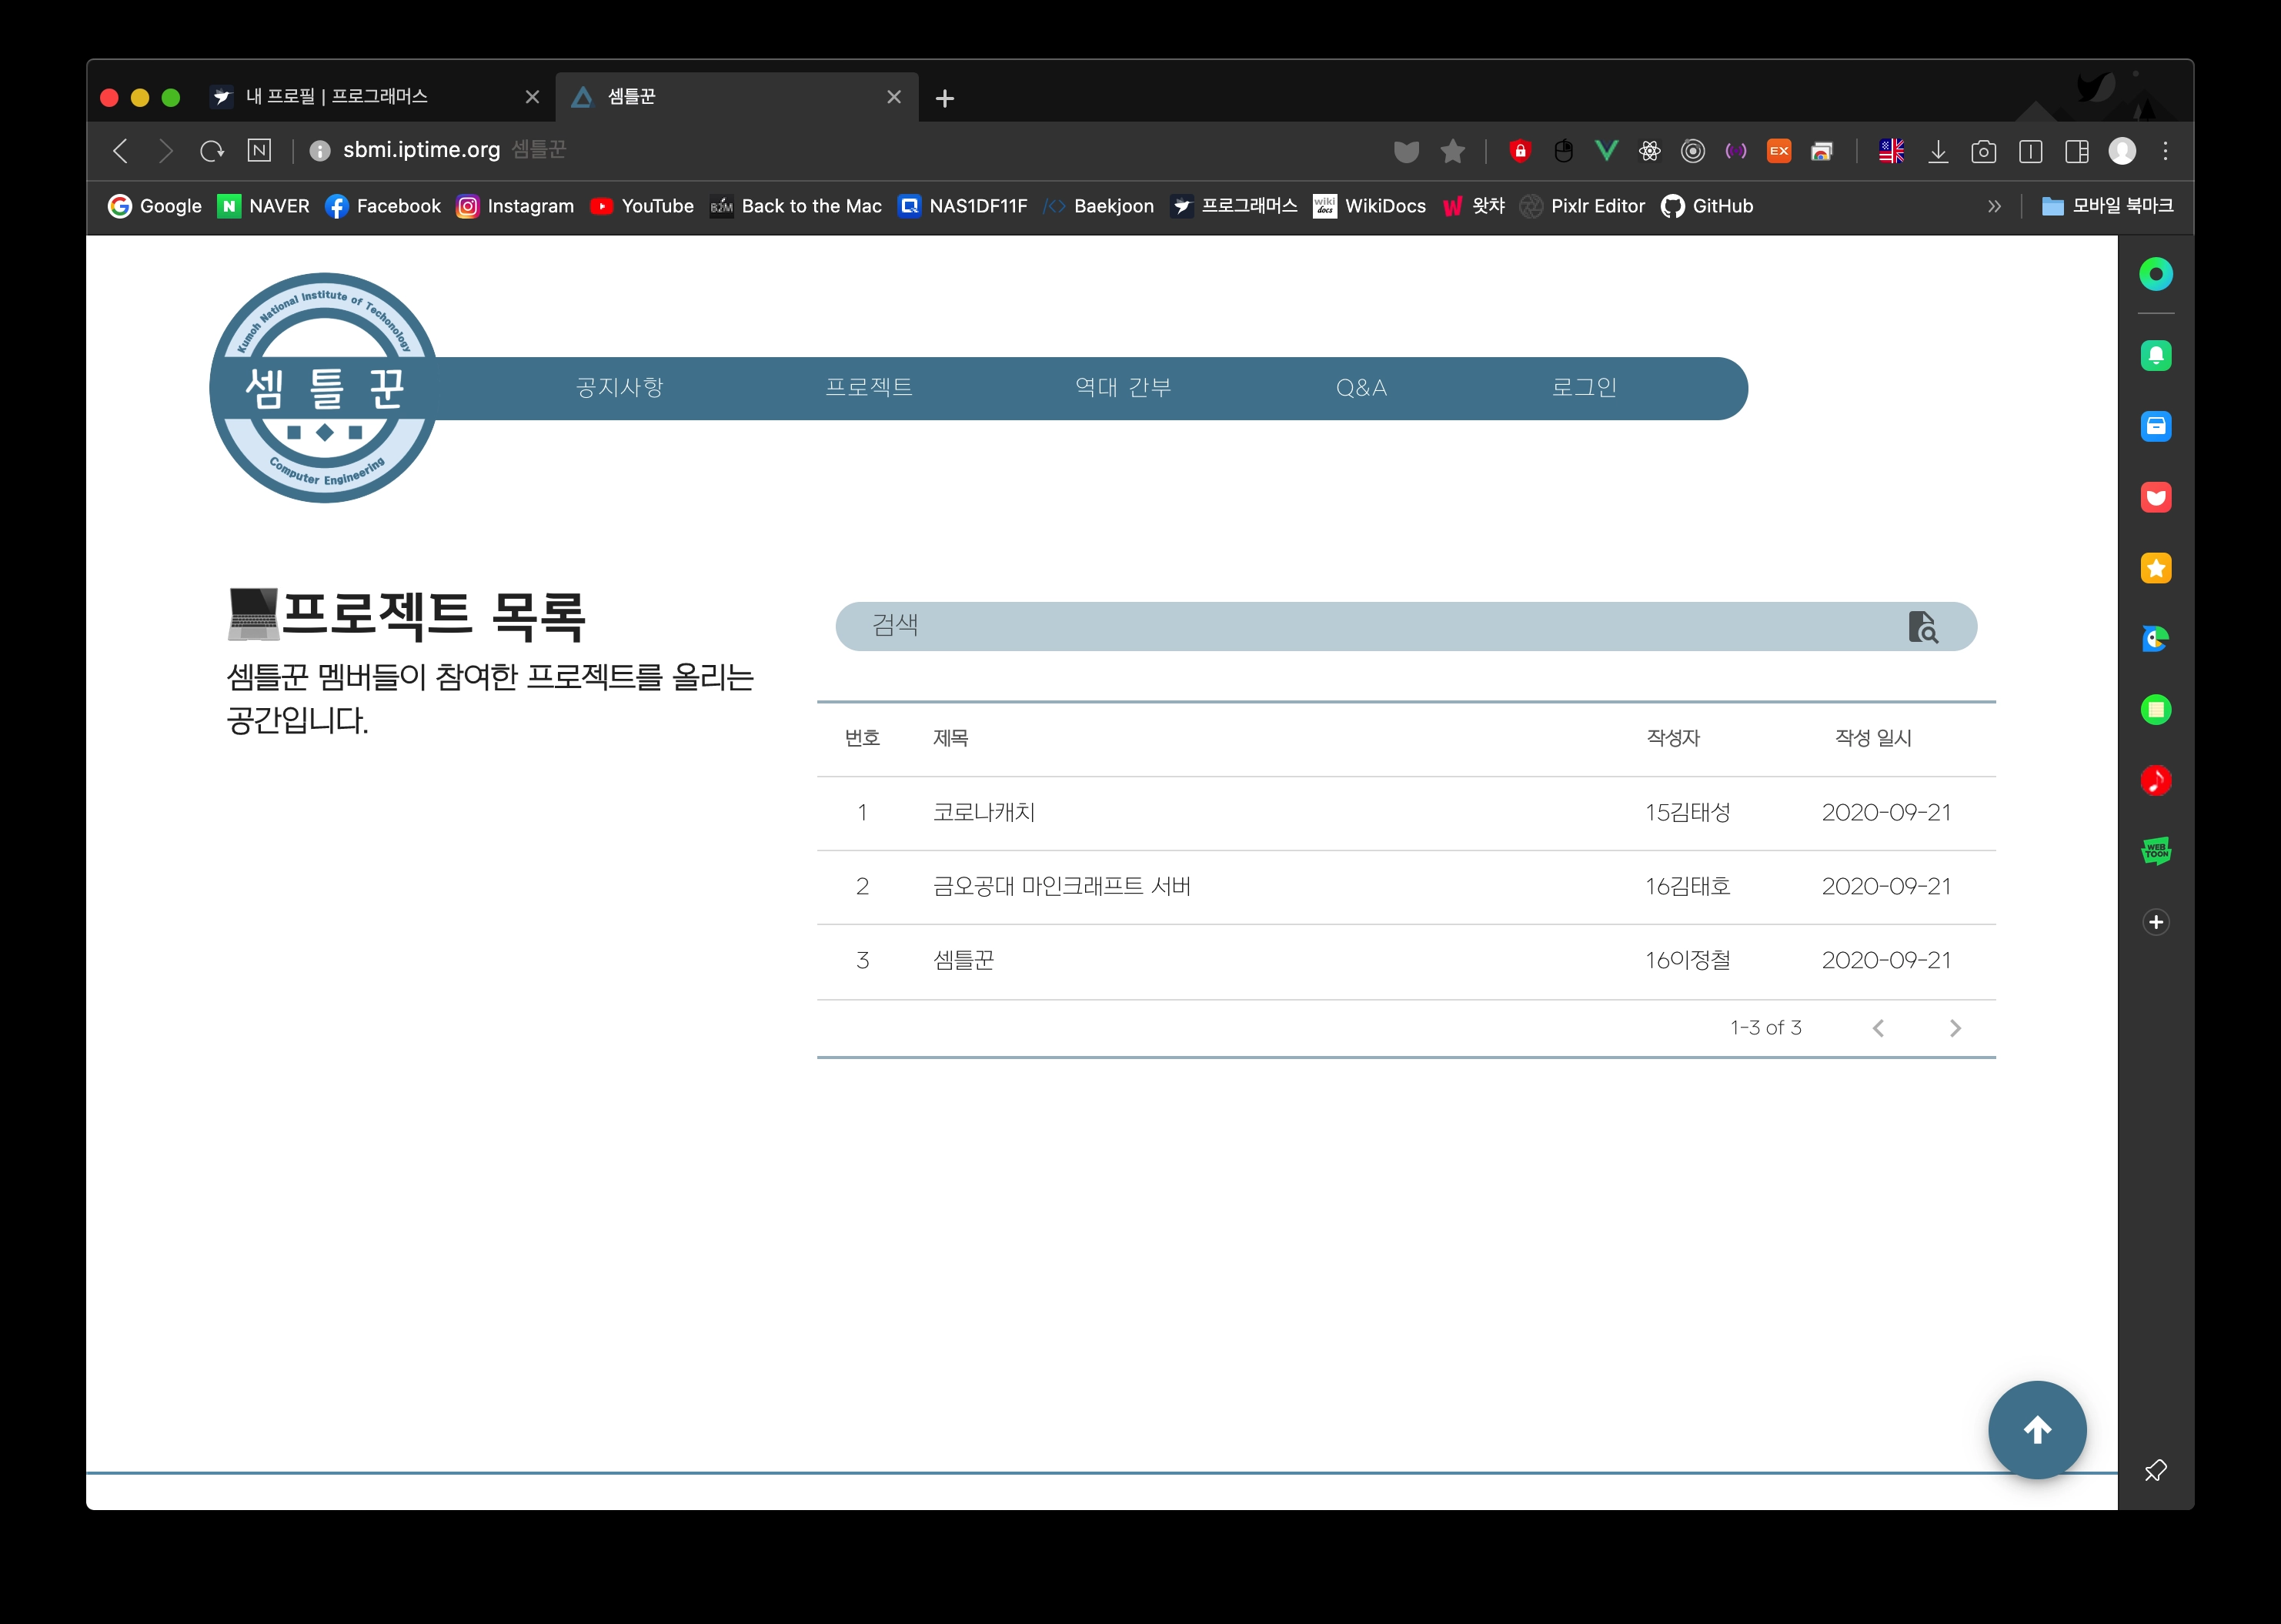 내 프로필 | 프로그래머스
셈틀꾼
sbmi.iptime.org 셈틀꾼
Google NAVER Facebook Instagram YouTube B2M Back to the Mac NAS1DF11F Baekjoon 프로그래머스 wiki docs WikiDocs 왓챠 Pixlr Editor GitHub 모바일 북마크
Kumoh National Institute of Techonology
셈틀꾼
Computer Engineering
공지사항 프로젝트 역대 간부 Q&A 로그인
프로젝트 목록
셈틀꾼 멤버들이 참여한 프로젝트를 올리는
공간입니다.
검색
번호 제목 작성자 작성 일시
1 코로나캐치 15김태성 2020-09-21
2 금오공대 마인크래프트 서버 16김태호 2020-09-21
3 셈틀꾼 16이정철 2020-09-21
1-3 of 3
EX
WEB
TOON